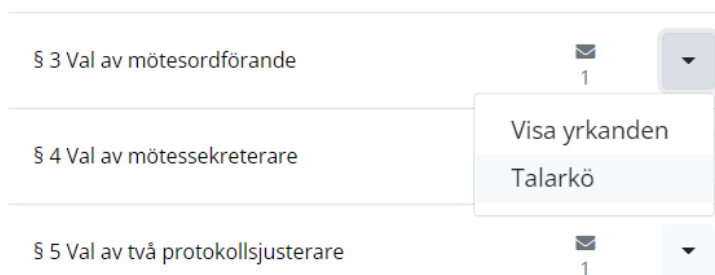 § 3 Val av mötesordförande
1
Visa yrkanden
§ 4 Val av mötessekreterare
Talarkö
§ 5 Val av två protokollsjusterare
1